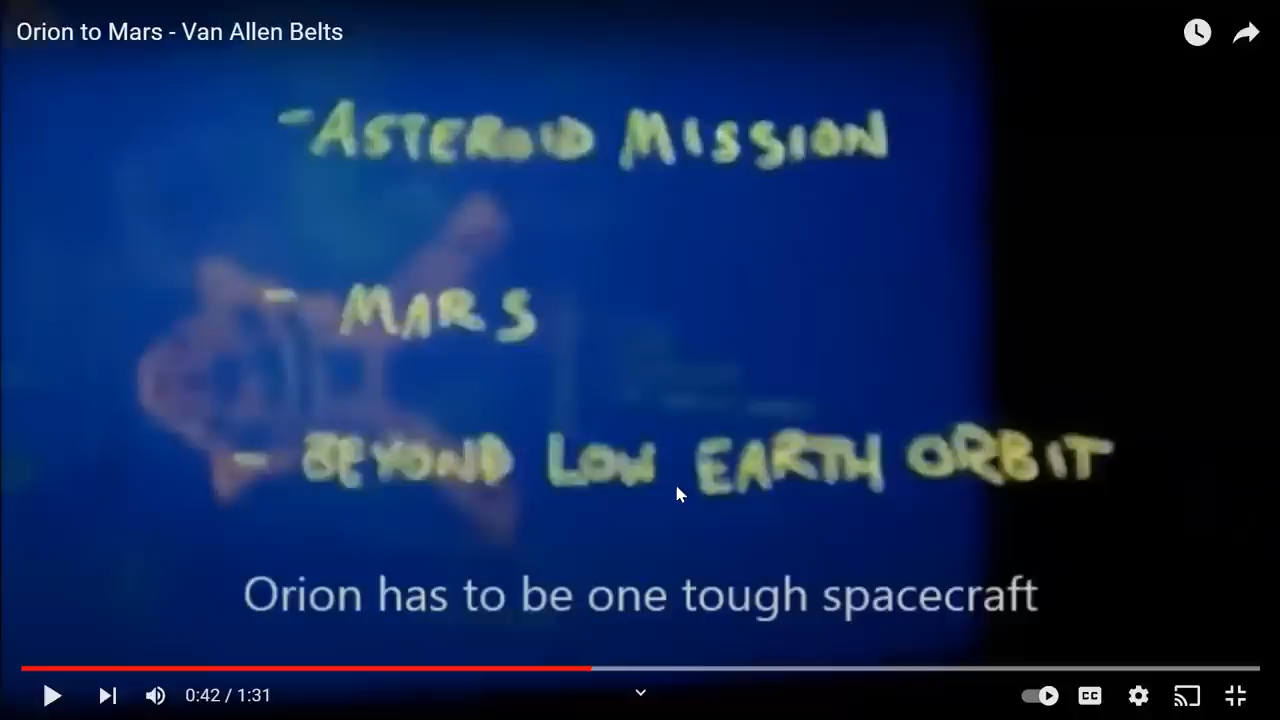 Orion to Mars - Van Allen Belts
- ASTEROID MISSION
- MARS
- BEYOND LOW EARTH ORBIT
Orion has to be one tough spacecraft
0:42 / 1:31
CC